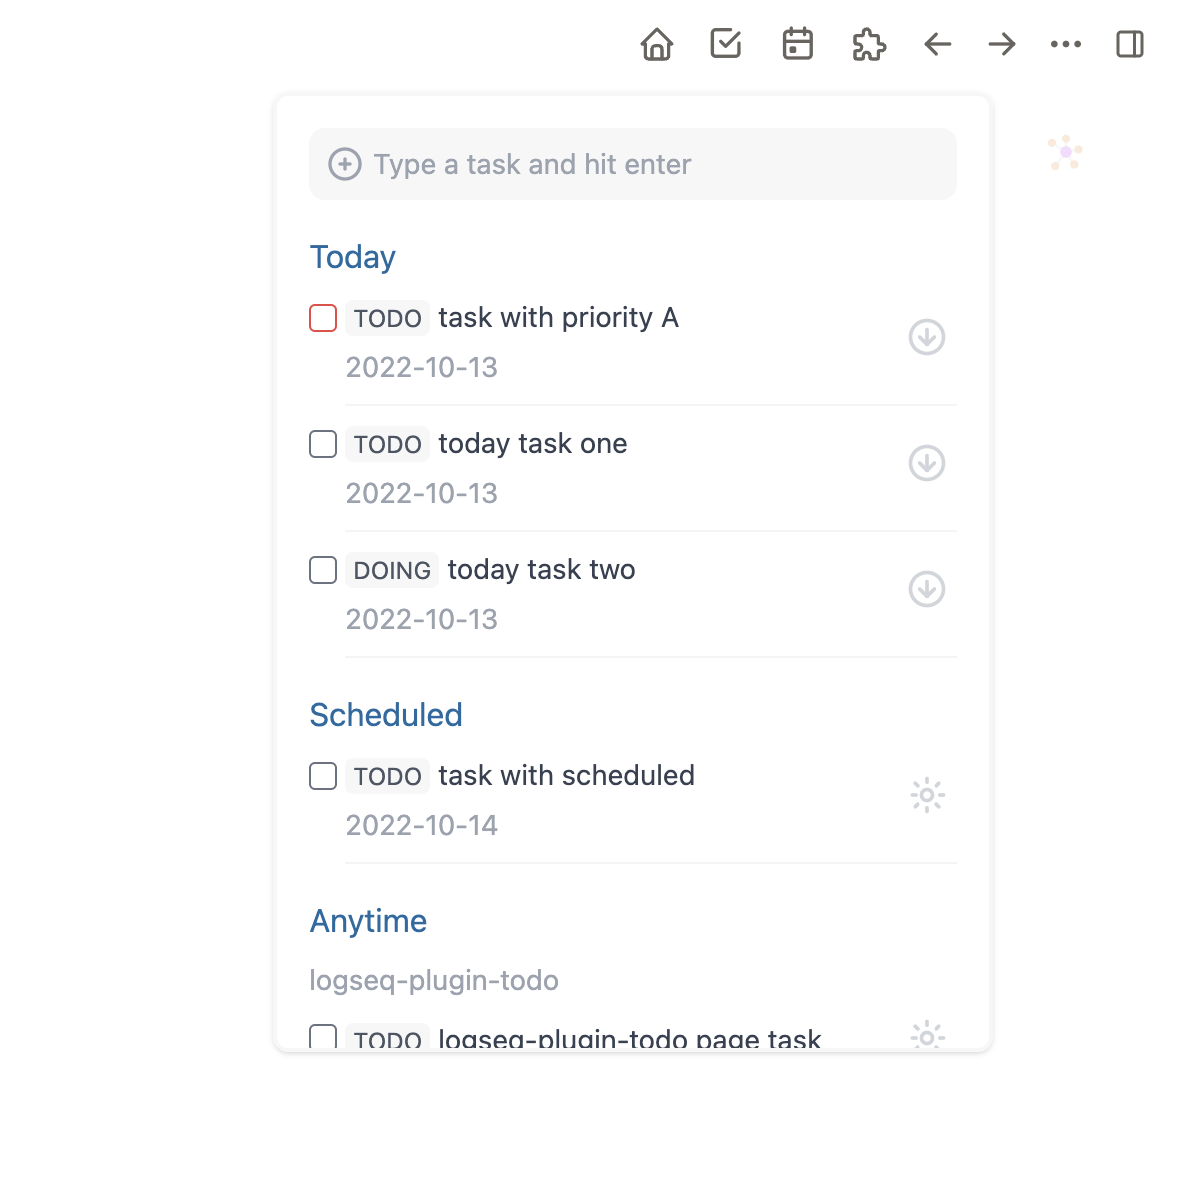 Type a task and hit enter
Today
TODO task with priority A
2022-10-13
TODO today task one
2022-10-13
DOING today task two
2022-10-13
Scheduled
TODO task with scheduled
2022-10-14
Anytime
logseq-plugin-todo
TODO logseq-plugin-todo page task